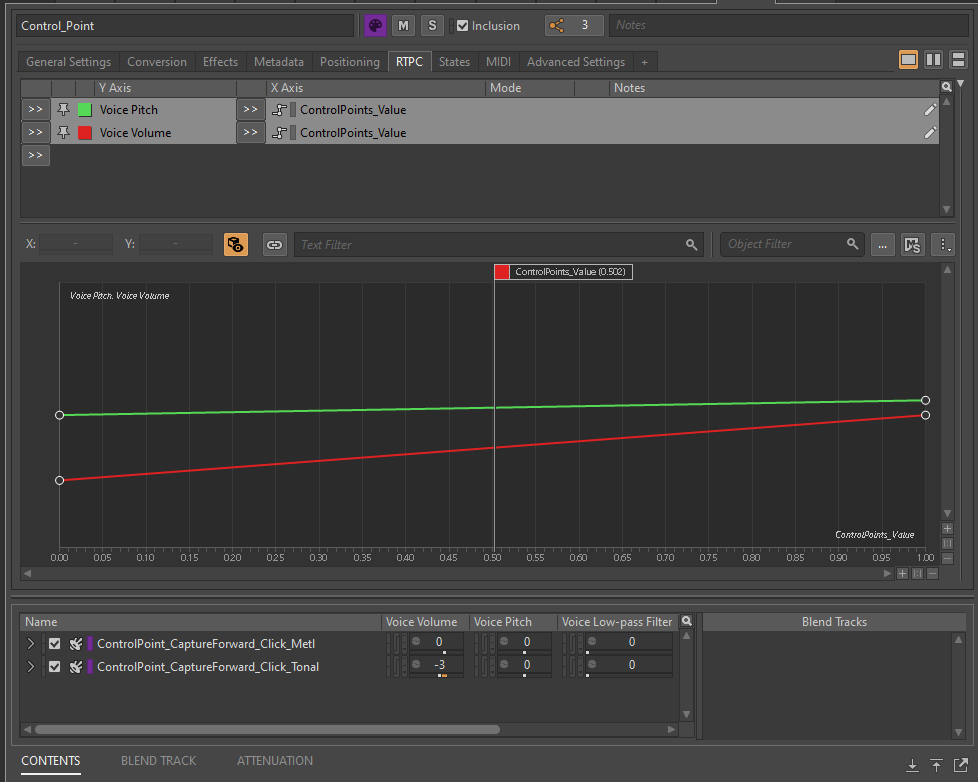 Control_Point M S Inclusion 3 Notes
General Settings Conversion Effects Metadata Positioning RTPC States MIDI Advanced Settings +
Y Axis X Axis Mode Notes
>> Voice Pitch >> ControlPoints_Value
>> Voice Volume >> ControlPoints_Value
>>
X: - Y: - Text Filter Object Filter ... MS
ControlPoints_Value (0.502)
Voice Pitch, Voice Volume
ControlPoints_Value
0.00 0.05 0.10 0.15 0.20 0.25 0.30 0.35 0.40 0.45 0.50 0.55 0.60 0.65 0.70 0.75 0.80 0.85 0.90 0.95 1.00
Name Voice Volume Voice Pitch Voice Low-pass Filter Blend Tracks
ControlPoint_CaptureForward_Click_Metl 0 0 0
ControlPoint_CaptureForward_Click_Tonal -3 0 0
CONTENTS BLEND TRACK ATTENUATION